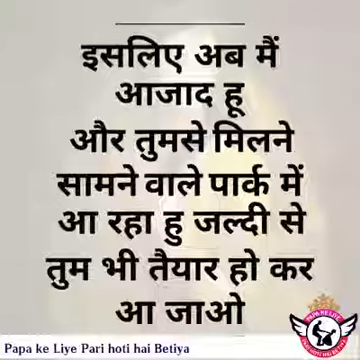 इसलिए अब मैं
आजाद हू
और तुमसे मिलने
सामने वाले पार्क में
आ रहा हु जल्दी से
तुम भी तैयार हो कर
आ जाओ
Papa ke Liye Pari hoti hai Betiya